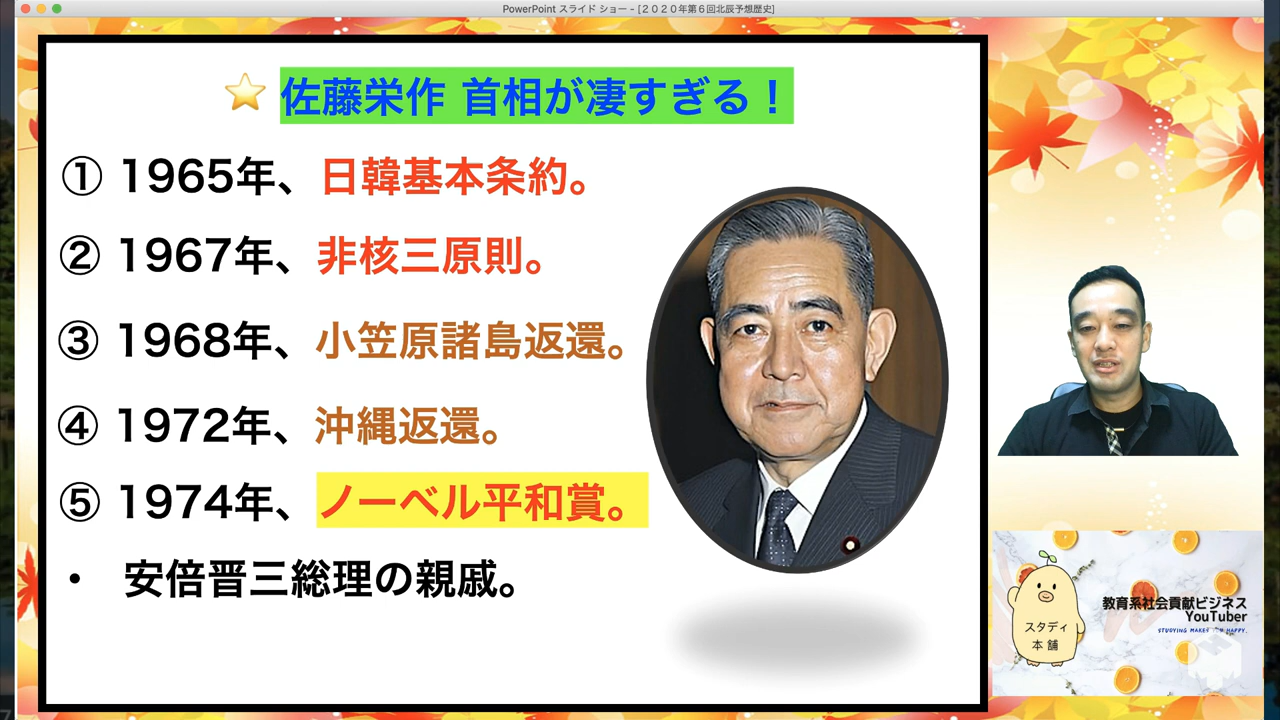 PowerPoint スライド ショー - [２０２０年第６回北辰予想歴史]
佐藤栄作 首相が凄すぎる！
① 1965年、日韓基本条約。
② 1967年、非核三原則。
③ 1968年、小笠原諸島返還。
④ 1972年、沖縄返還。
⑤ 1974年、ノーベル平和賞。
• 安倍晋三総理の親戚。
教育系社会貢献ビジネス
YouTuber
STUDYING MAKES YOU HAPPY.
スタディ
本舗